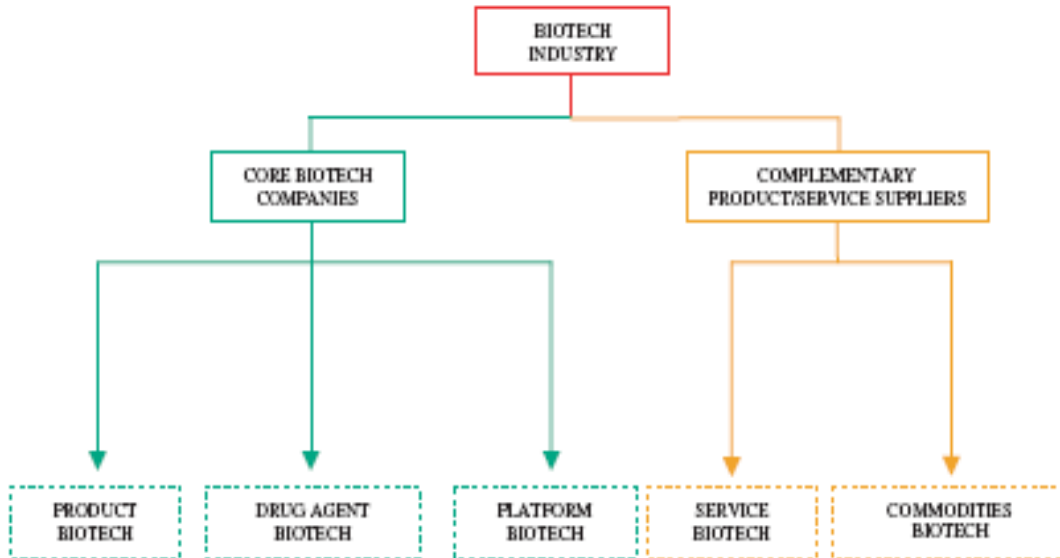 BIOTECH
INDUSTRY
CORE BIOTECH
COMPANIES
COMPLEMENTARY
PRODUCT/SERVICE SUPPLIERS
PRODUCT
BIOTECH
DRUG AGENT
BIOTECH
PLATFORM
BIOTECH
SERVICE
BIOTECH
COMMODITIES
BIOTECH